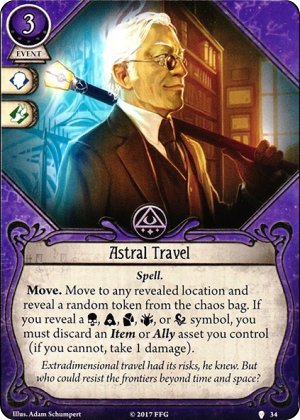 3
EVENT
Astral Travel
Spell.
Move. Move to any revealed location and
reveal a random token from the chaos bag. If
you reveal a , , , , or symbol, you
must discard an Item or Ally asset you control
(if you cannot, take 1 damage).
Extradimensional travel had its risks, he knew. But
who could resist the frontiers beyond time and space?
Illus. Adam Schumpert
© 2017 FFG
34